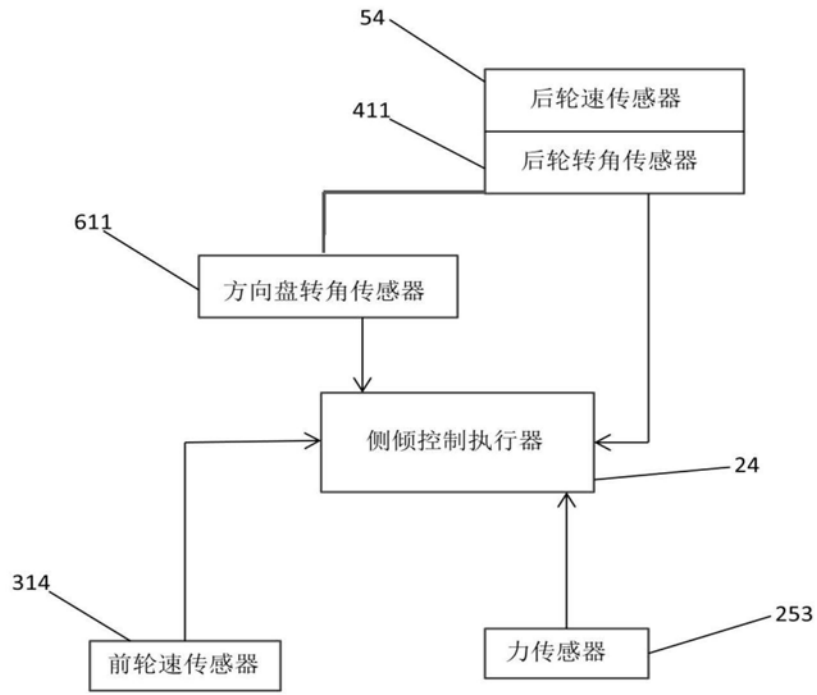 54
后轮速传感器
411
后轮转角传感器
611
方向盘转角传感器
侧倾控制执行器
24
314
前轮速传感器
力传感器
253